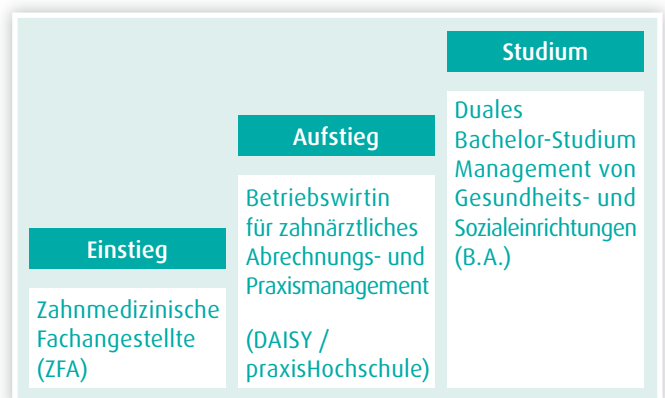 Einstieg
Zahnmedizinische
Fachangestellte
(ZFA)
Aufstieg
Betriebswirtin
für zahnärztliches
Abrechnungs- und
Praxismanagement
(DAISY /
praxisHochschule)
Studium
Duales
Bachelor-Studium
Management von
Gesundheits- und
Sozialeinrichtungen
(B.A.)